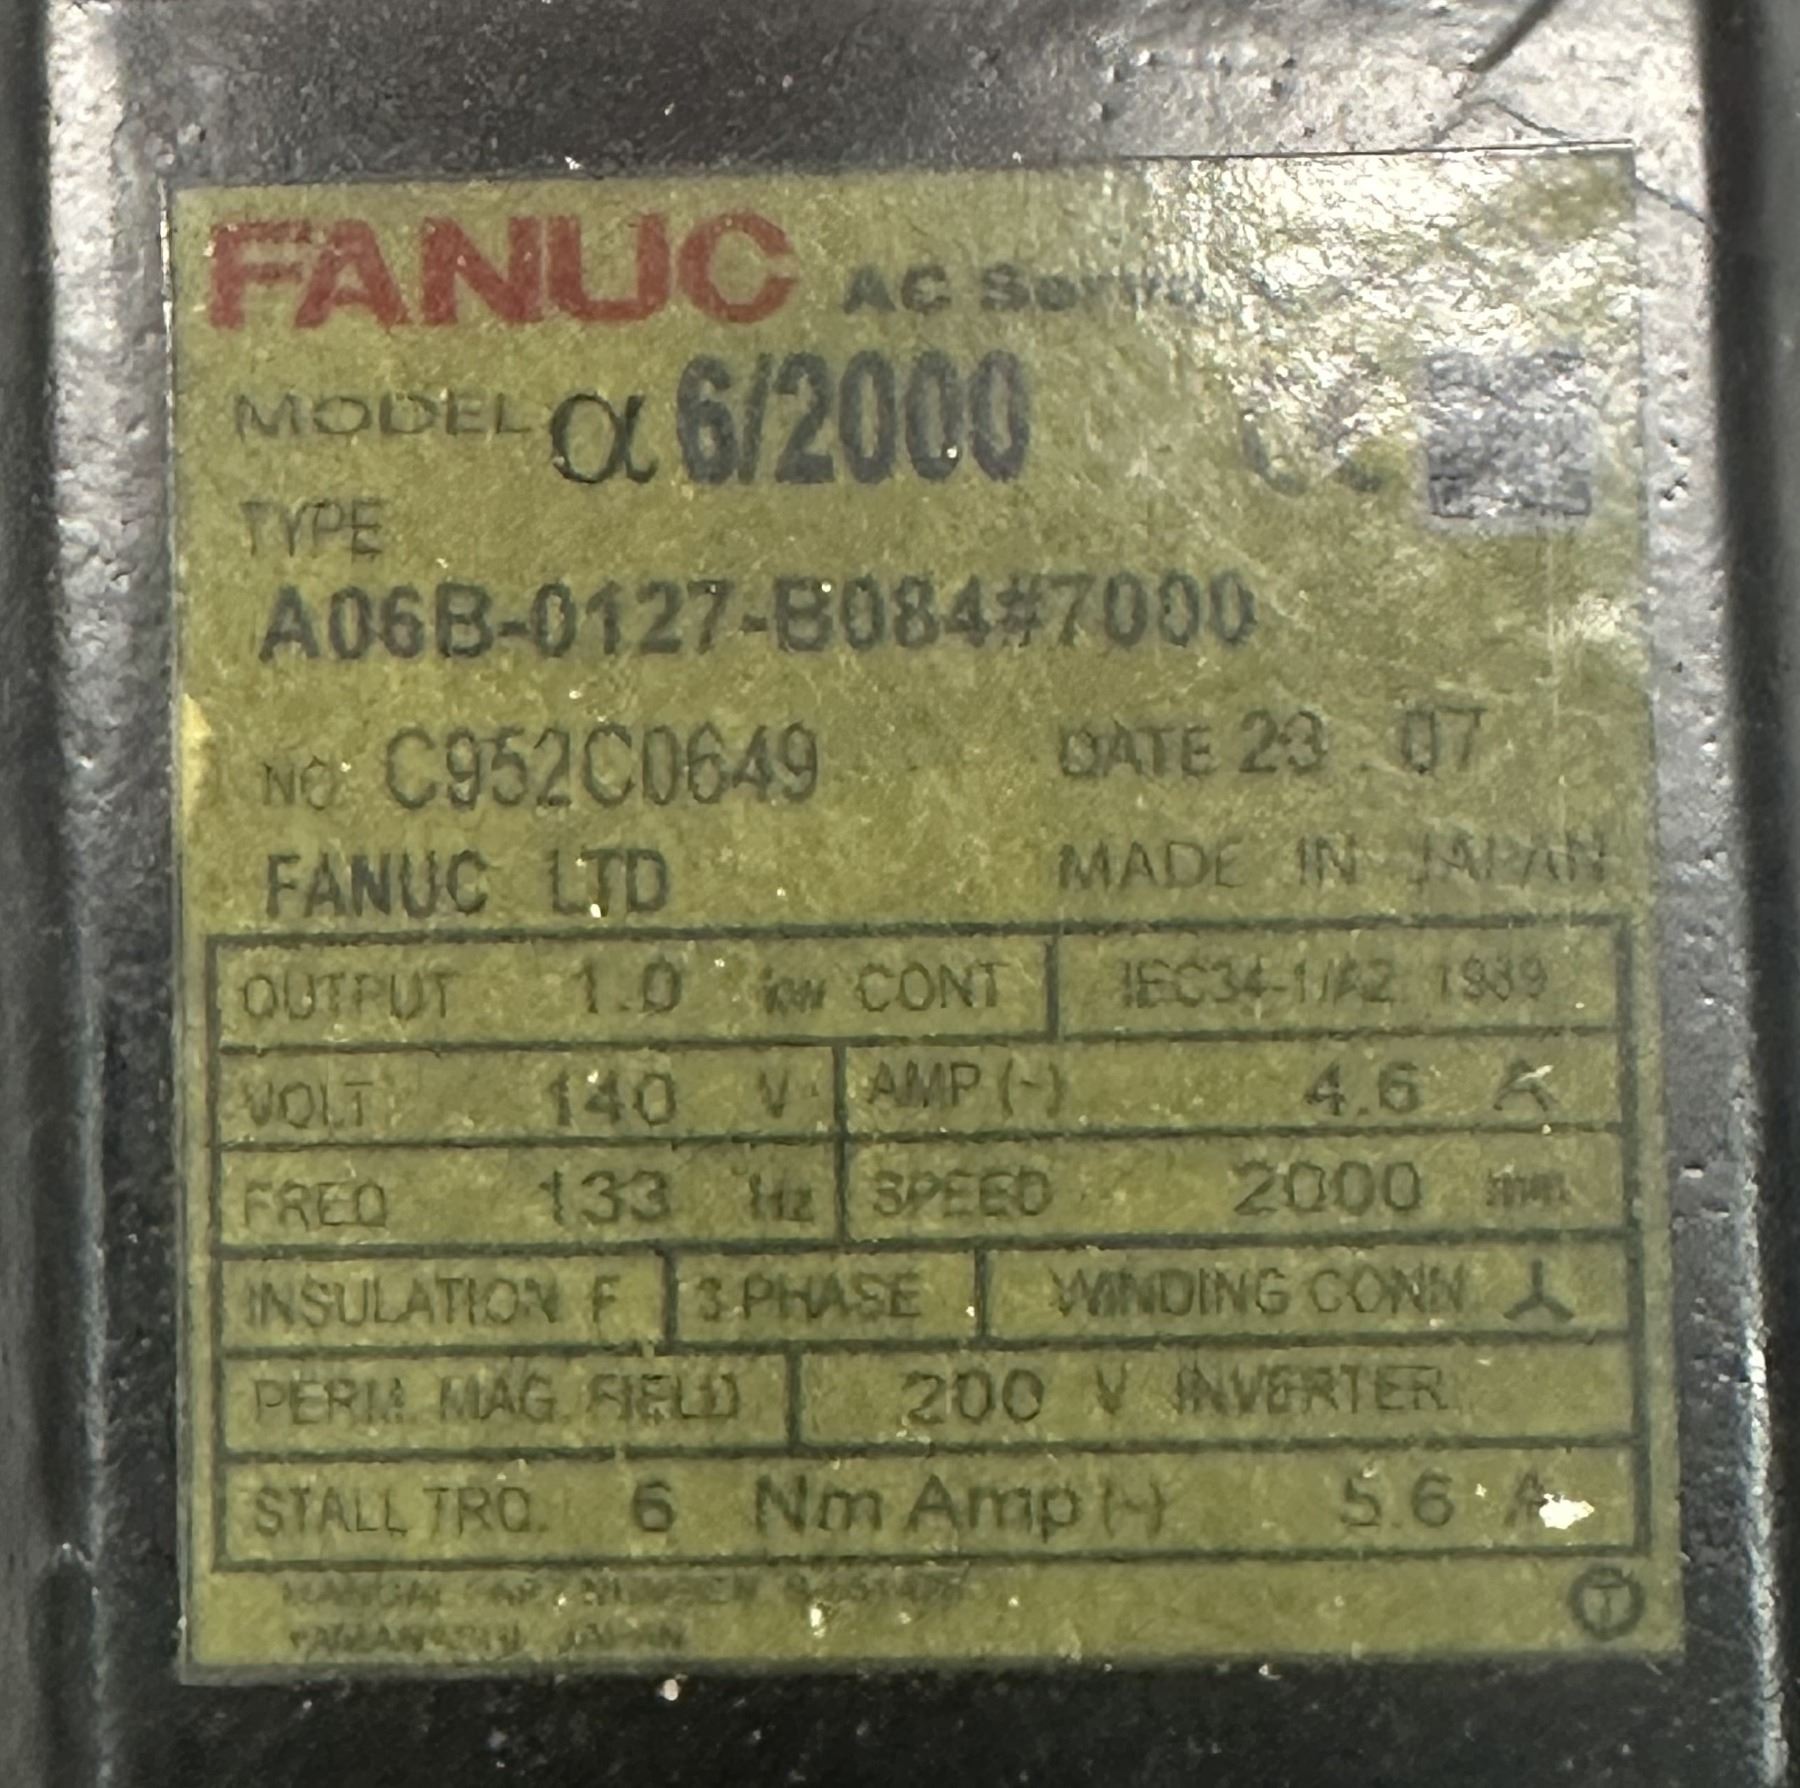 FANUC AC Servo
MODEL α 6/2000
TYPE
A06B-0127-B084#7000
NO. C952C0649 DATE 23 . 07
FANUC LTD MADE IN JAPAN
OUTPUT 1.0 kW CONT IEC34-1/A2 1989
VOLT 140 V AMP (~) 4.6 A
FREQ 133 Hz SPEED 2000 min
INSULATION F 3 PHASE WINDING CONN.
PERM. MAG. FIELD 200 V INVERTER
STALL TRQ. 6 Nm Amp (~) 5.6 A
YAMANASHI JAPAN
T